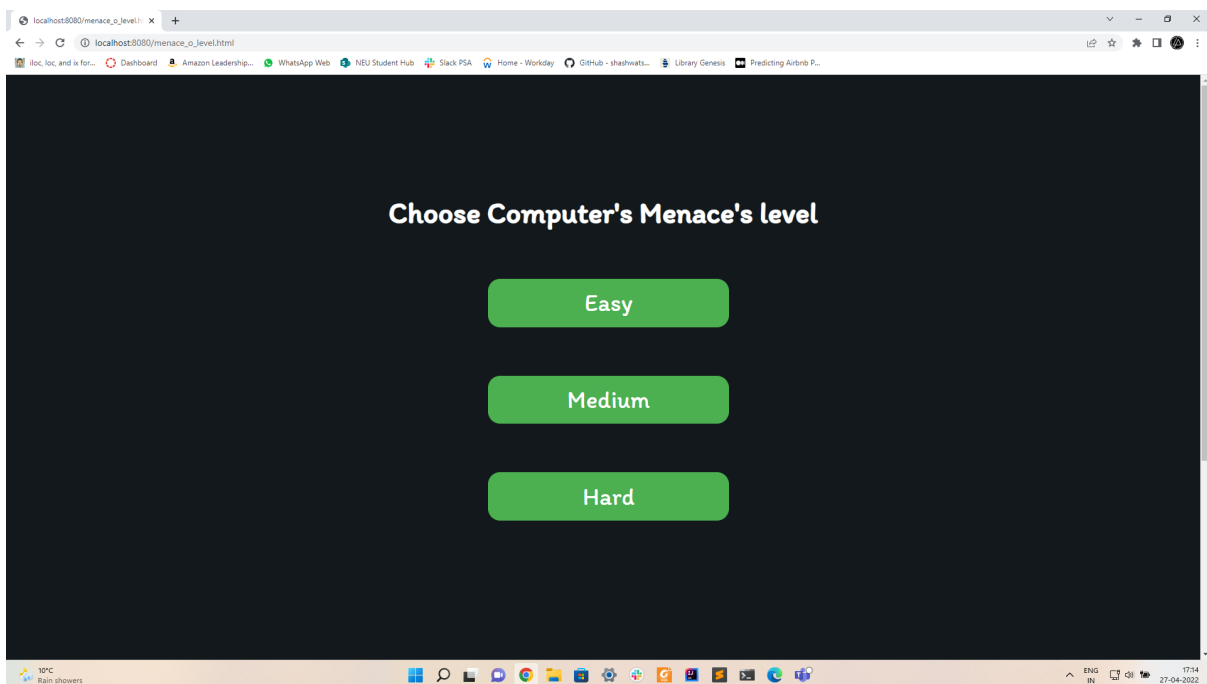 localhost:8080/menace_o_level.h
localhost:8080/menace_o_level.html
iloc, loc, and ix for...
Dashboard
Amazon Leadership...
WhatsApp Web
NEU Student Hub
Slack PSA
Home - Workday
GitHub - shashwats...
Library Genesis
Predicting Airbnb P...
Choose Computer's Menace's level
Easy
Medium
Hard
10°C
Rain showers
ENG
IN
17:14
27-04-2022